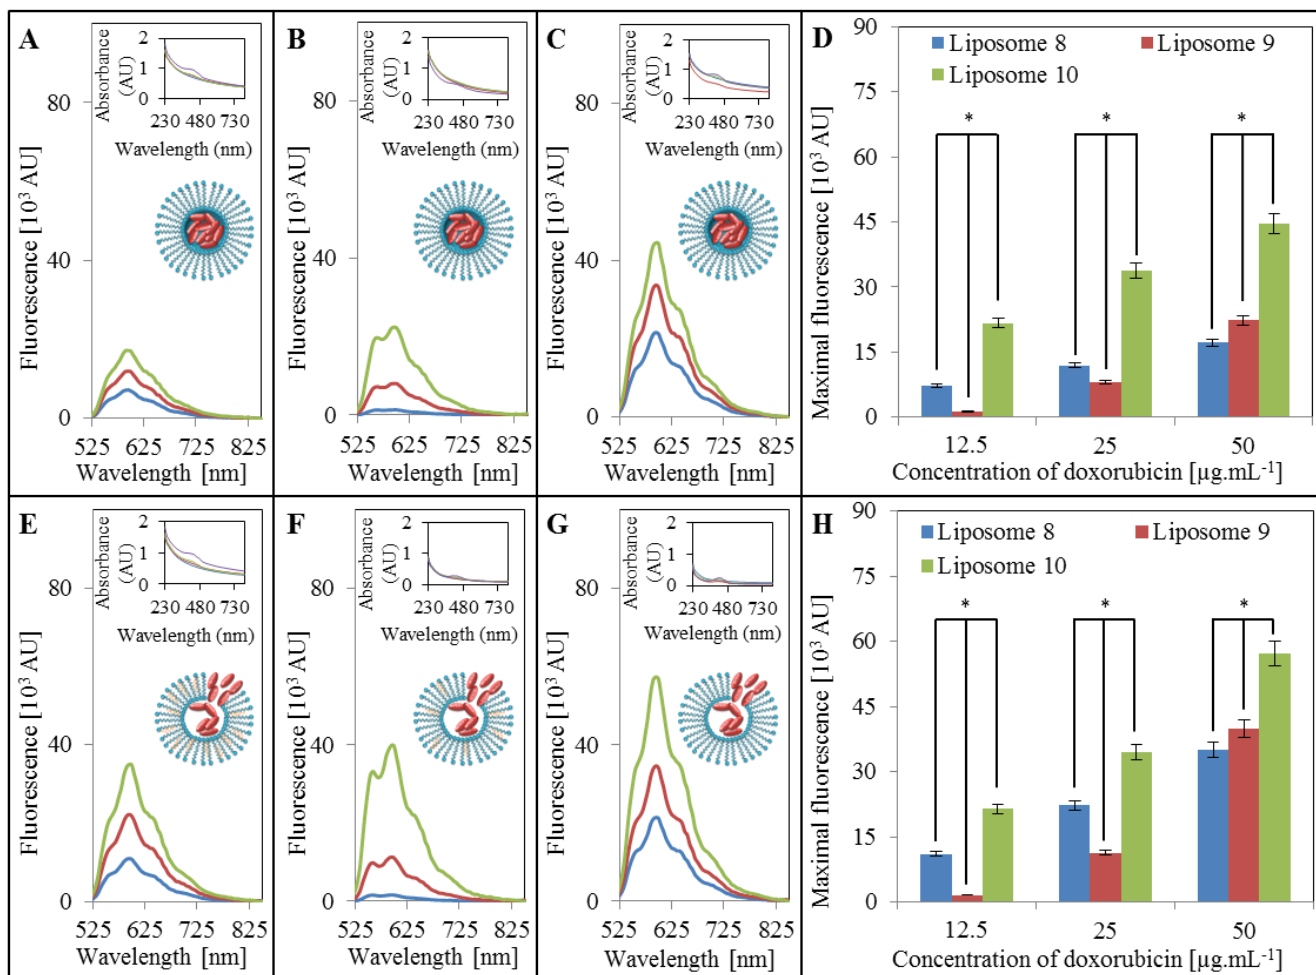 A
Absorbance
(AU)
2
1
0
230 480 730
Wavelength (nm)
Fluorescence [10³ AU]
80
40
0
525 625 725 825
Wavelength [nm]
B
Absorbance
(AU)
2
1
0
230 480 730
Wavelength (nm)
Fluorescence [10³ AU]
80
40
0
525 625 725 825
Wavelength [nm]
C
Absorbance
(AU)
2
1
0
230 480 730
Wavelength (nm)
Fluorescence [10³ AU]
80
40
0
525 625 725 825
Wavelength [nm]
D
Liposome 8 Liposome 9
Liposome 10
Maximal fluorescence [10³ AU]
90
75
60
45
30
15
0
* * *
12.5 25 50
Concentration of doxorubicin [µg.mL⁻¹]
E
Absorbance
(AU)
2
1
0
230 480 730
Wavelength (nm)
Fluorescence [10³ AU]
80
40
0
525 625 725 825
Wavelength [nm]
F
Absorbance
(AU)
2
1
0
230 480 730
Wavelength (nm)
Fluorescence [10³ AU]
80
40
0
525 625 725 825
Wavelength [nm]
G
Absorbance
(AU)
2
1
0
230 480 730
Wavelength (nm)
Fluorescence [10³ AU]
80
40
0
525 625 725 825
Wavelength [nm]
H
Liposome 8 Liposome 9
Liposome 10
Maximal fluorescence [10³ AU]
90
75
60
45
30
15
0
* * *
12.5 25 50
Concentration of doxorubicin [µg.mL⁻¹]